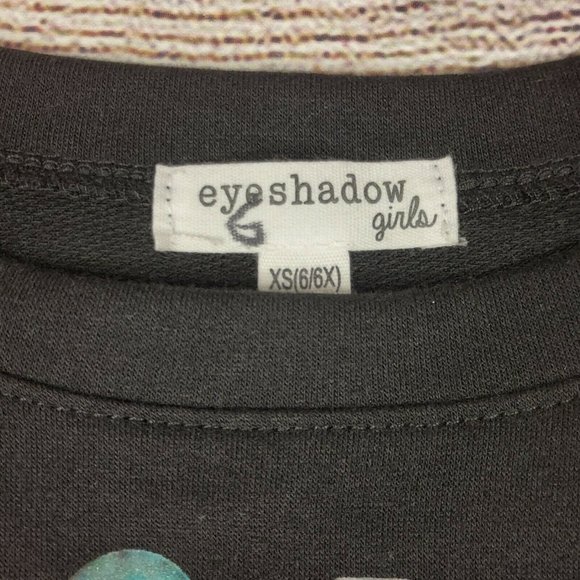 eyeshadow
girls
G
XS(6/6X)